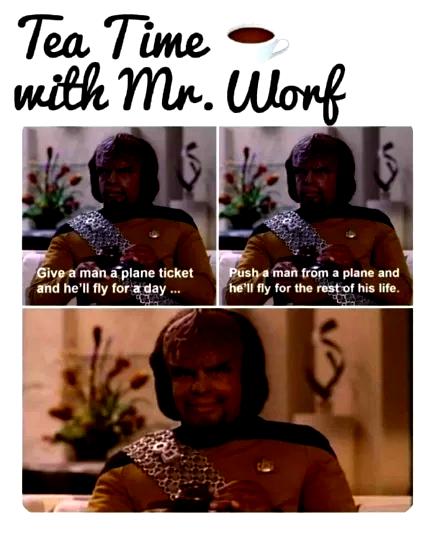 Tea Time
with Mr. Worf
Give a man a plane ticket
and he'll fly for a day ...
Push a man from a plane and
he'll fly for the rest of his life.